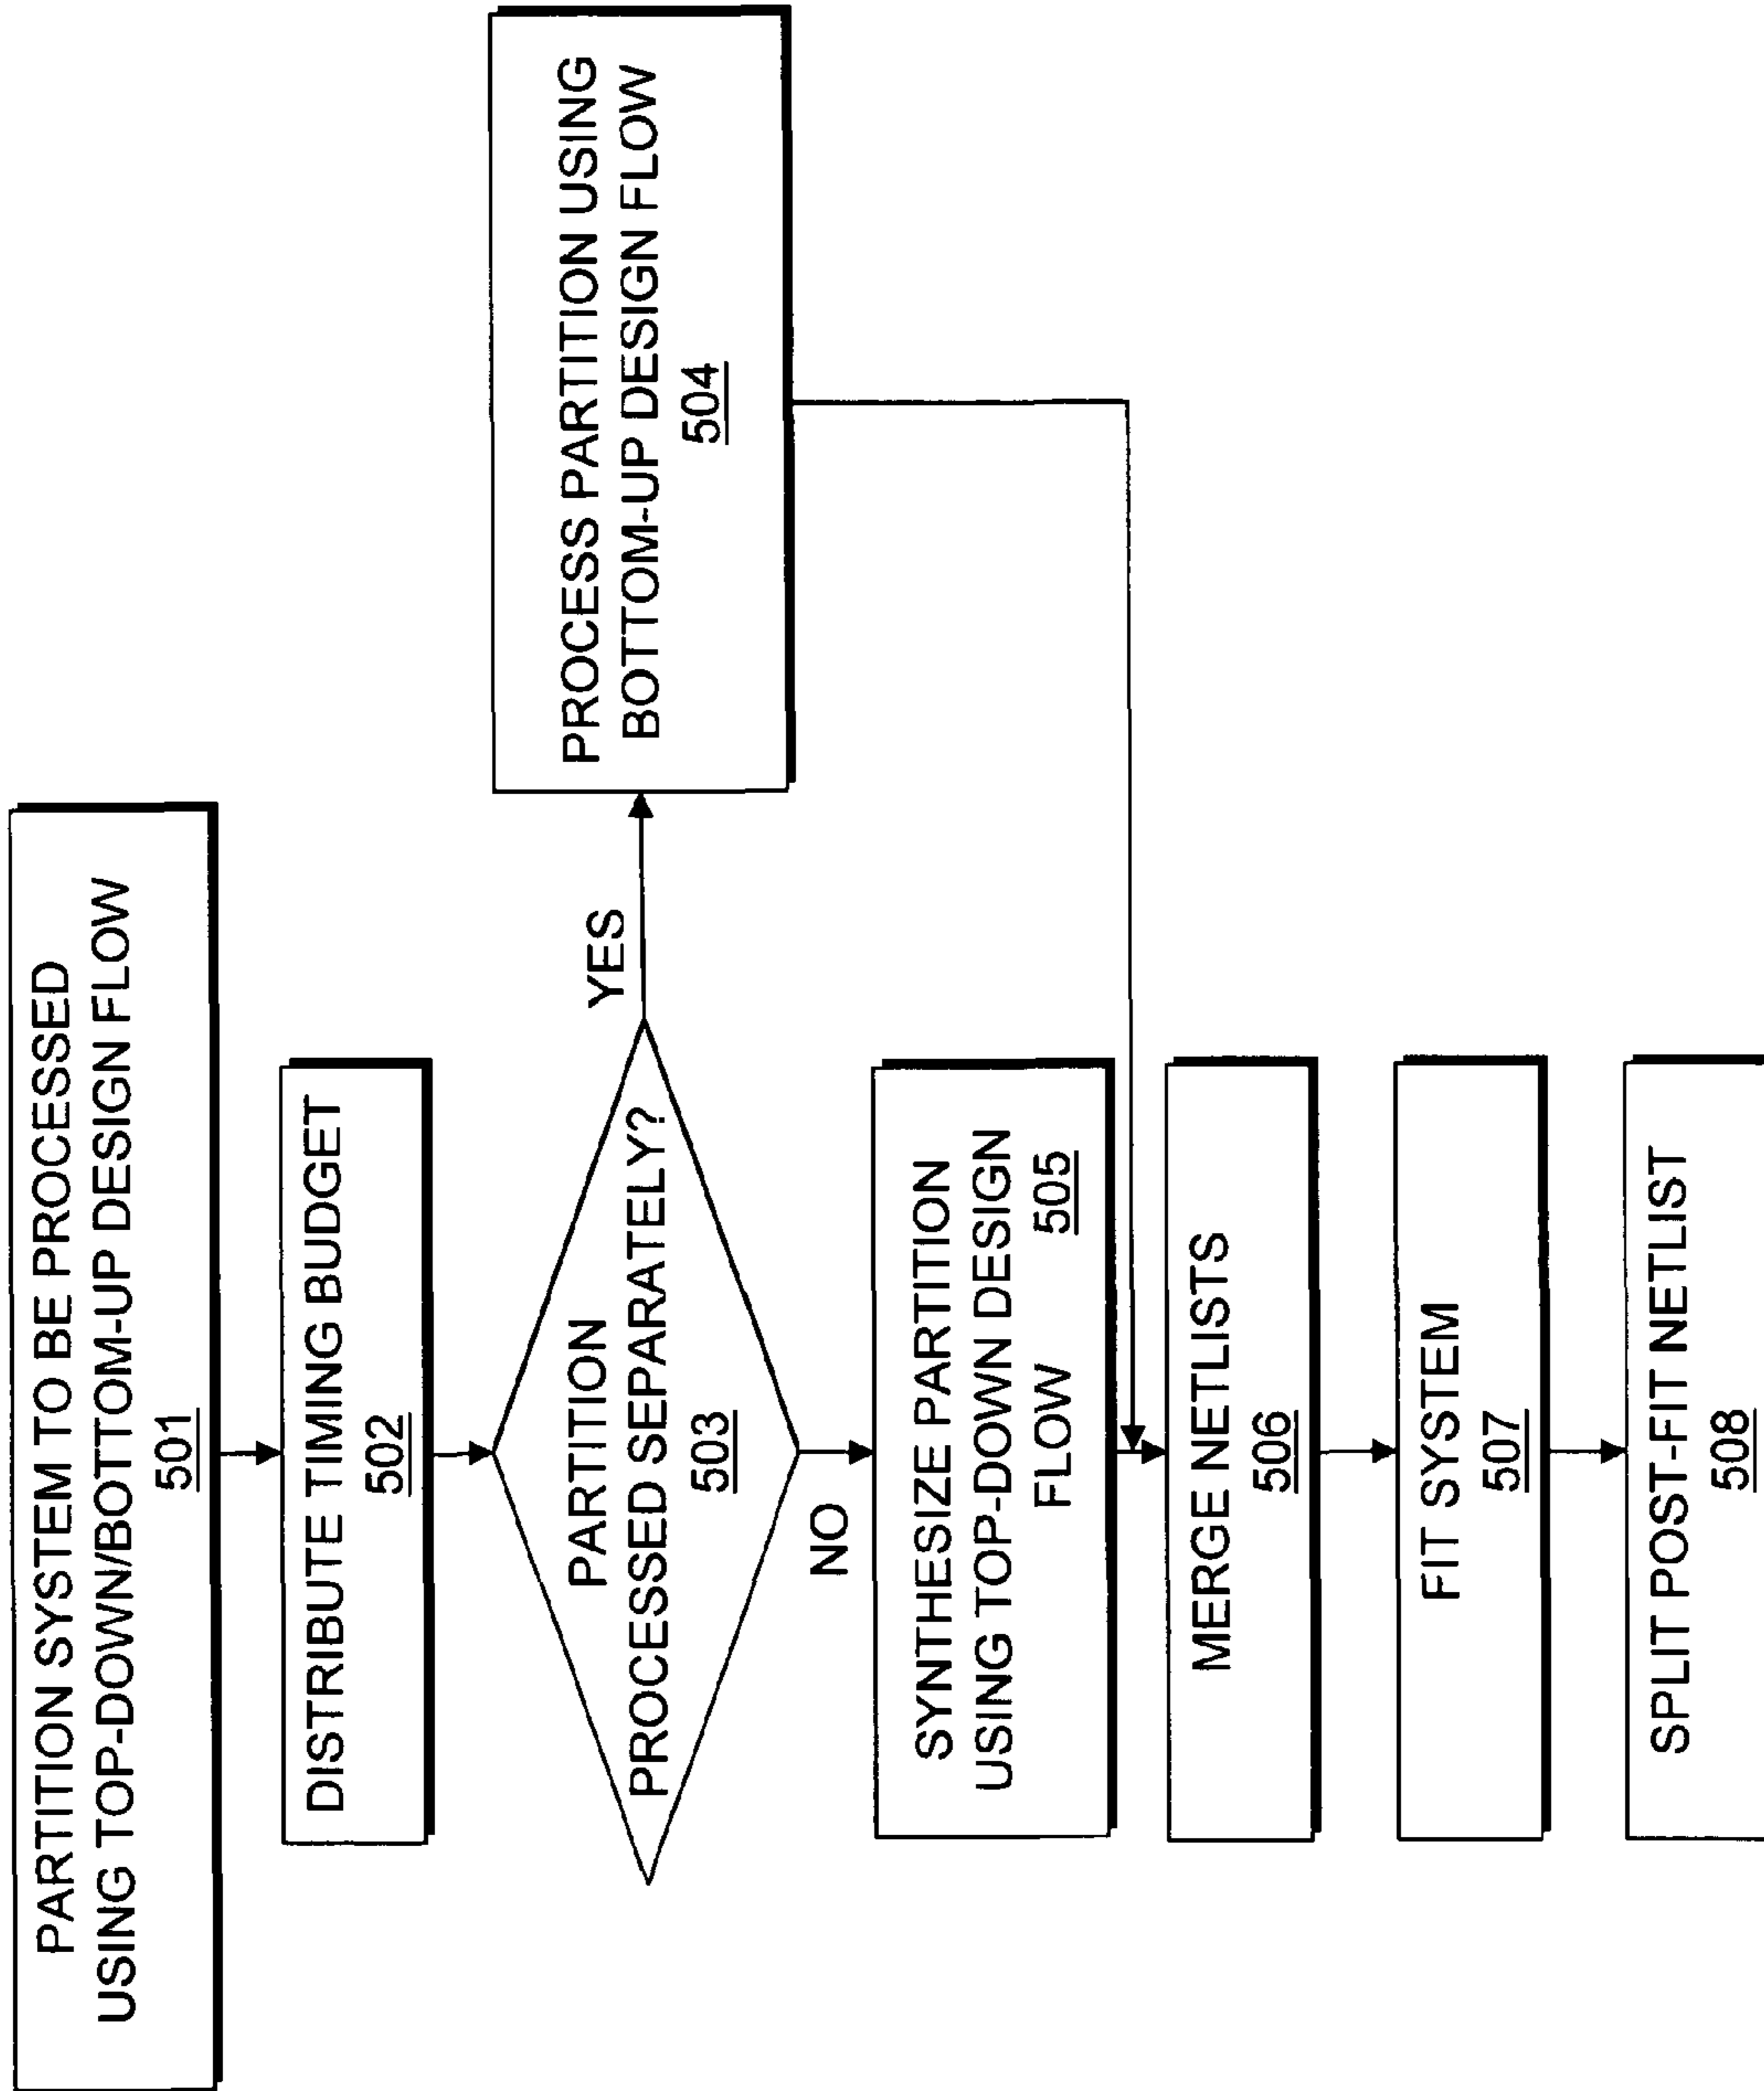 PARTITION SYSTEM TO BE PROCESSED
USING TOP-DOWN/BOTTOM-UP DESIGN FLOW
501
DISTRIBUTE TIMING BUDGET
502
PARTITION
PROCESSED SEPARATELY?
503
YES
PROCESS PARTITION USING
BOTTOM-UP DESIGN FLOW
504
NO
SYNTHESIZE PARTITION
USING TOP-DOWN DESIGN
FLOW 505
MERGE NETLISTS
506
FIT SYSTEM
507
SPLIT POST-FIT NETLIST
508